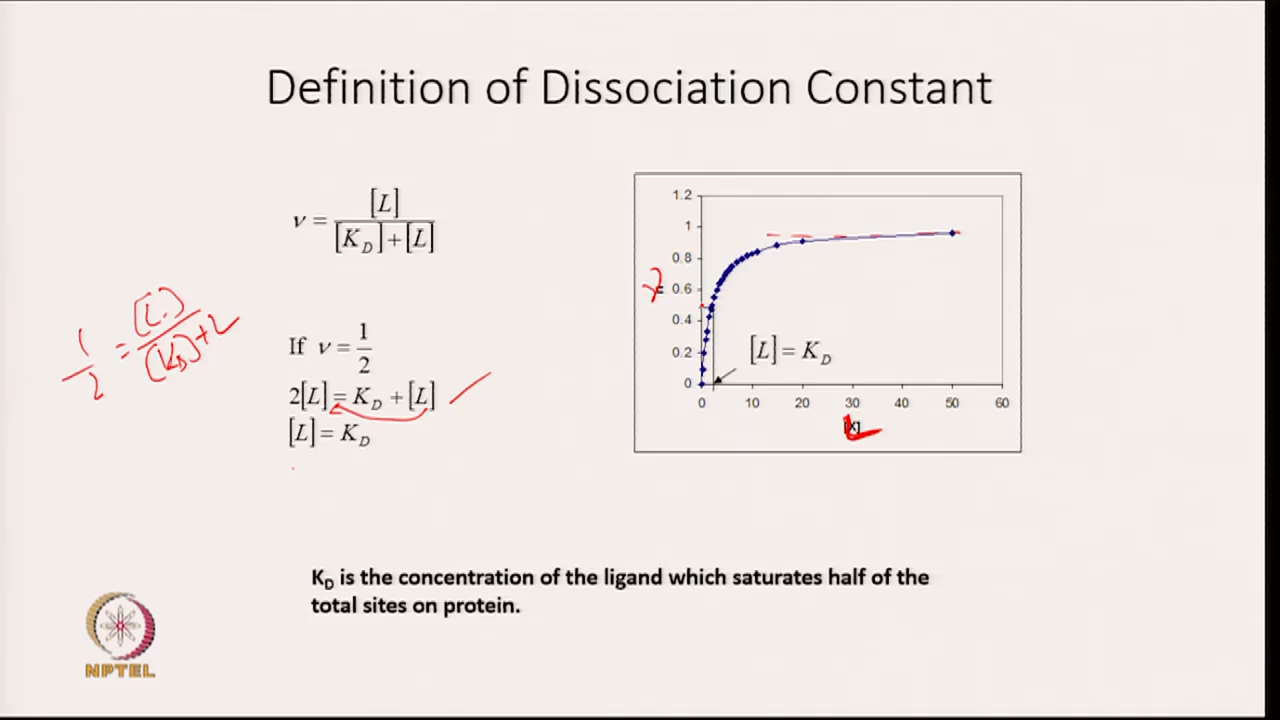 Definition of Dissociation Constant
ν = [L] / ([K_D] + [L])
1/2 = [L] / ([K_D] + L
If ν = 1/2
2[L] = K_D + [L]
[L] = K_D
1.2
1
0.8
0.6
0.4
0.2
0
ν
[L] = K_D
0 10 20 30 40 50 60
L
K_D is the concentration of the ligand which saturates half of the
total sites on protein.
NPTEL